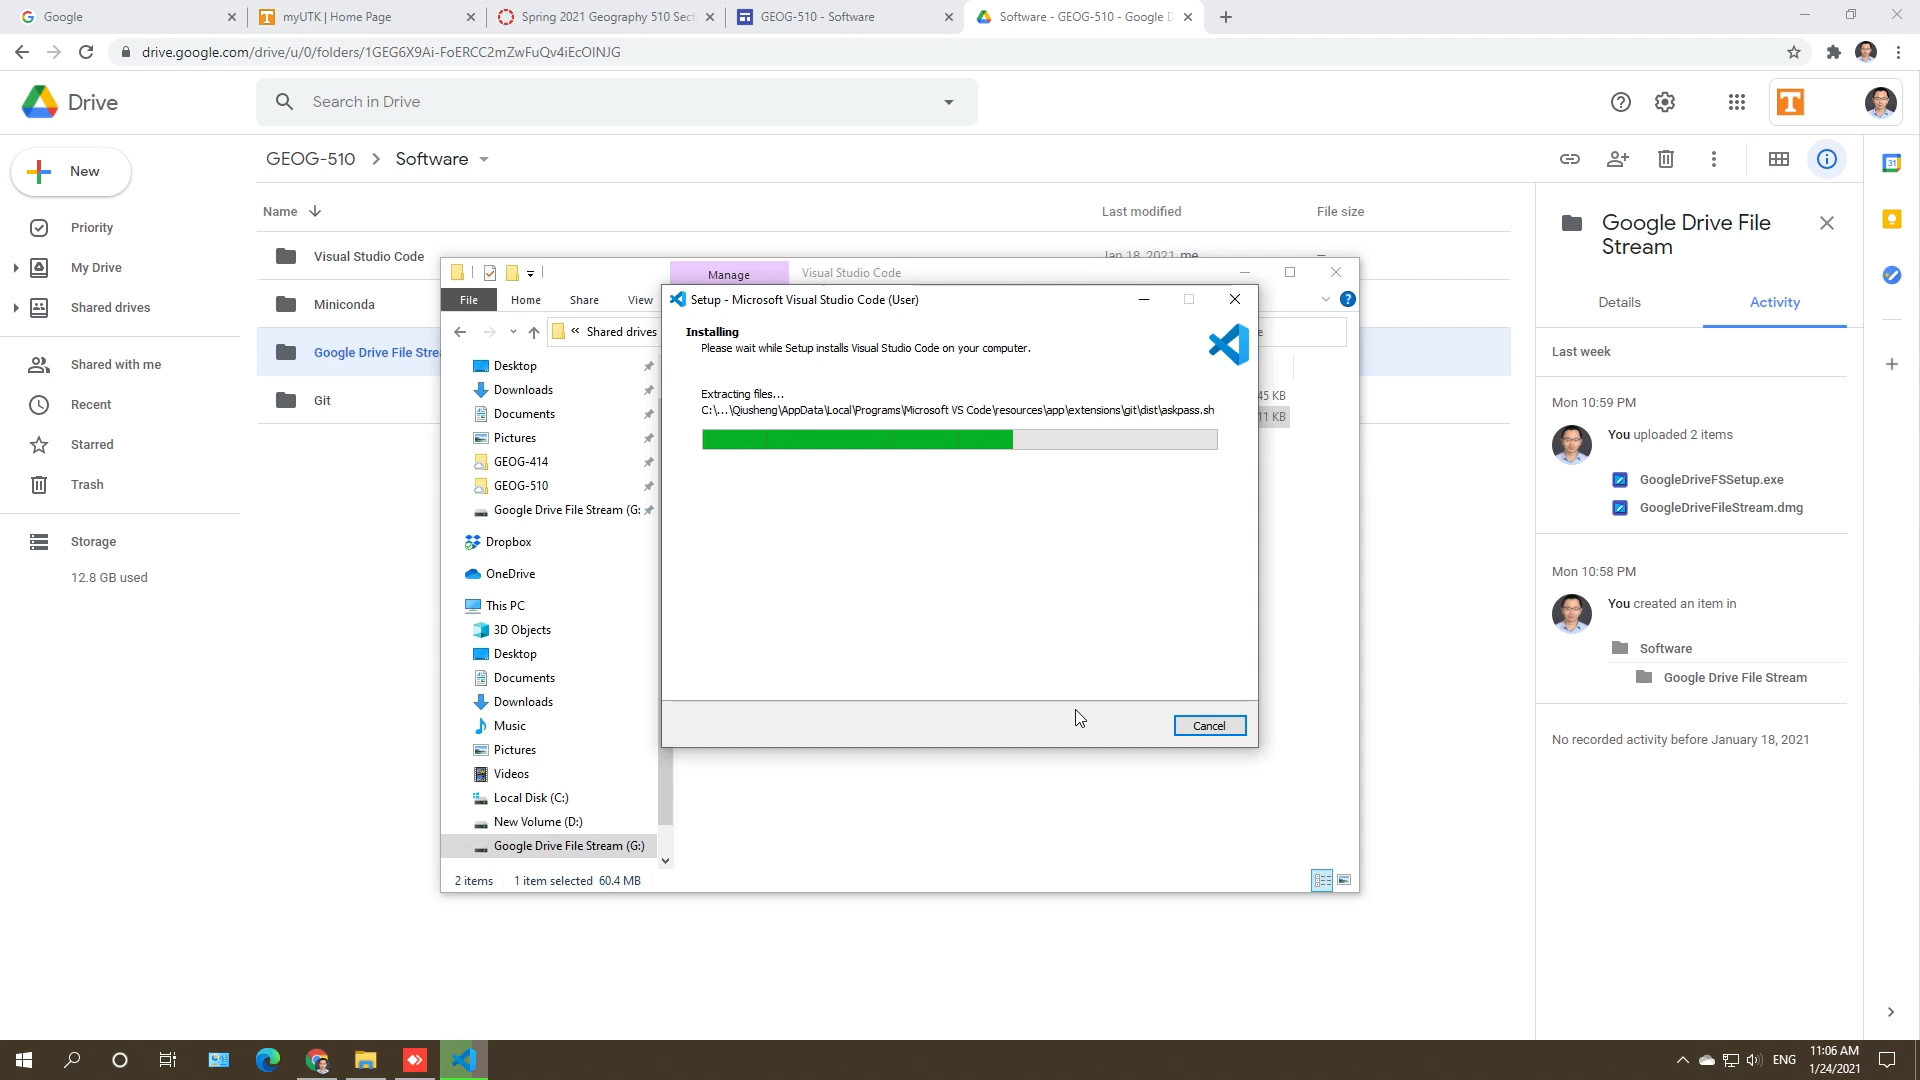 Google
myUTK | Home Page
Spring 2021 Geography 510 Sect
GEOG-510 - Software
Software - GEOG-510 - Google D
drive.google.com/drive/u/0/folders/1GEG6X9Ai-FoERCC2mZwFuQv4iEcOINJG
Drive
Search in Drive
T
GEOG-510
Software
New
Priority
My Drive
Shared drives
Shared with me
Recent
Starred
Trash
Storage
12.8 GB used
Name
Last modified
File size
Visual Studio Code
Jan 18, 2021 me
Miniconda
Google Drive File Strea
Git
Manage
Visual Studio Code
File
Home
Share
View
« Shared drives
Desktop
Downloads
Documents
Pictures
GEOG-414
GEOG-510
Google Drive File Stream (G:
Dropbox
OneDrive
This PC
3D Objects
Desktop
Documents
Downloads
Music
Pictures
Videos
Local Disk (C:)
New Volume (D:)
Google Drive File Stream (G:)
2 items
1 item selected 60.4 MB
45 KB
11 KB
Setup - Microsoft Visual Studio Code (User)
Installing
Please wait while Setup installs Visual Studio Code on your computer.
Extracting files...
C:\...\Qiusheng\AppData\Local\Programs\Microsoft VS Code\resources\app\extensions\git\dist\askpass.sh
Cancel
Google Drive File
Stream
Details
Activity
Last week
Mon 10:59 PM
You uploaded 2 items
GoogleDriveFSSetup.exe
GoogleDriveFileStream.dmg
Mon 10:58 PM
You created an item in
Software
Google Drive File Stream
No recorded activity before January 18, 2021
31
ENG
11:06 AM
1/24/2021